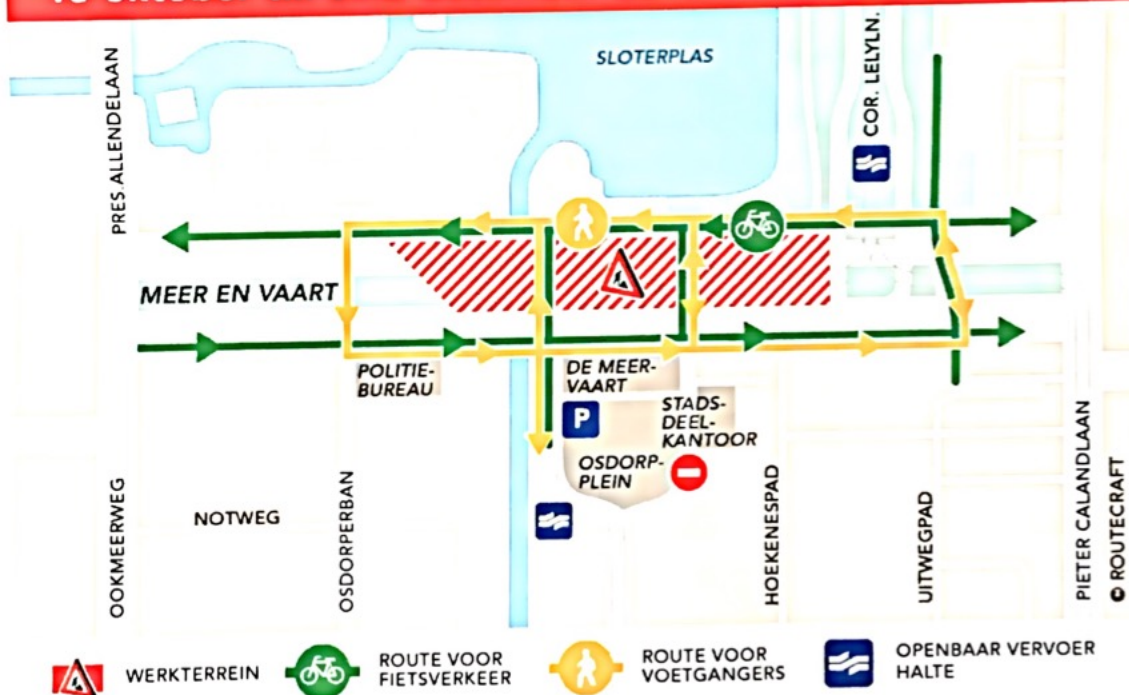 SLOTERPLAS
COR. LELYLN.
PRES. ALLENDELAAN
MEER EN VAART
POLITIE-
BUREAU
DE MEER-
VAART
P
STADS-
DEEL-
KANTOOR
OSDORP-
PLEIN
OOKMEERWEG
NOTWEG
OSDORPERBAN
HOEKENESPAD
UITWEGPAD
PIETER CALANDLAAN
© ROUTECRAFT
WERKTERREIN
ROUTE VOOR
FIETSVERKEER
ROUTE VOOR
VOETGANGERS
OPENBAAR VERVOER
HALTE